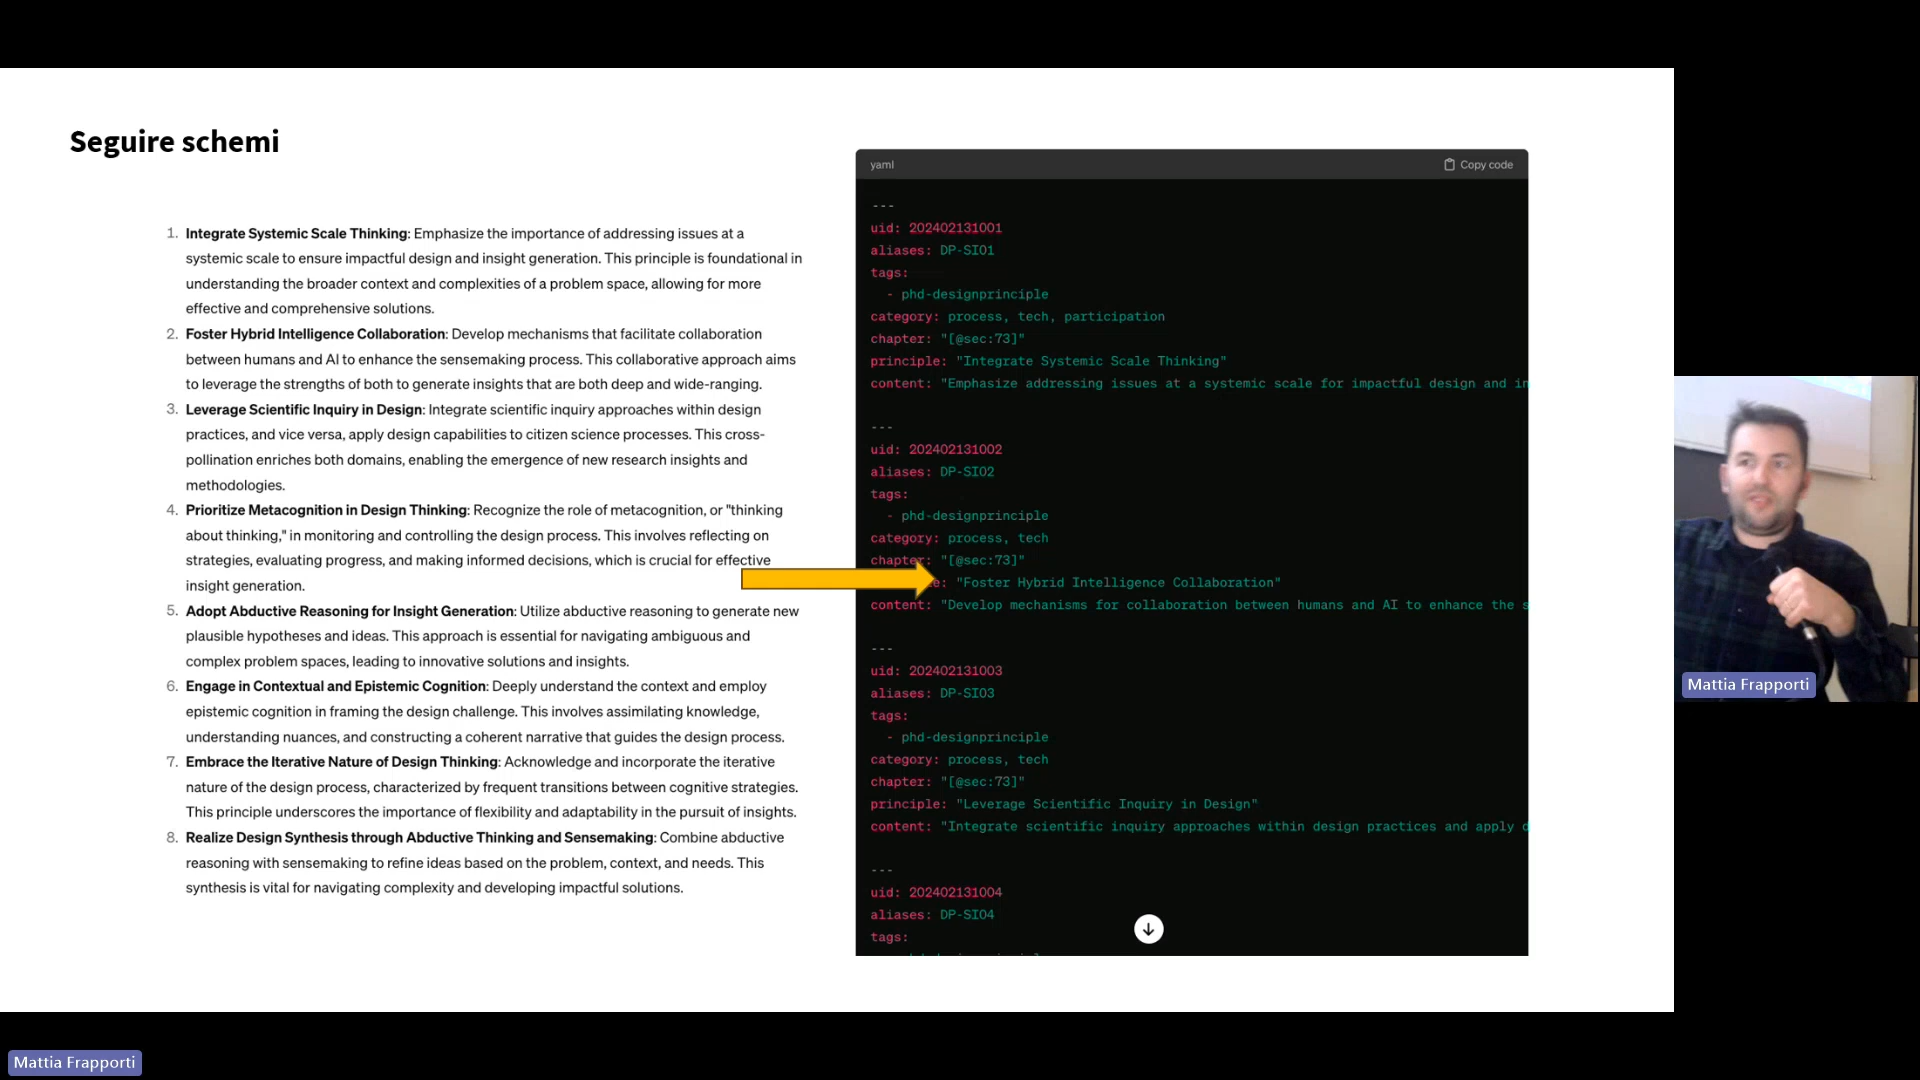 Seguire schemi
1. Integrate Systemic Scale Thinking: Emphasize the importance of addressing issues at a
systemic scale to ensure impactful design and insight generation. This principle is foundational in
understanding the broader context and complexities of a problem space, allowing for more
effective and comprehensive solutions.
2. Foster Hybrid Intelligence Collaboration: Develop mechanisms that facilitate collaboration
between humans and AI to enhance the sensemaking process. This collaborative approach aims
to leverage the strengths of both to generate insights that are both deep and wide-ranging.
3. Leverage Scientific Inquiry in Design: Integrate scientific inquiry approaches within design
practices, and vice versa, apply design capabilities to citizen science processes. This cross-
pollination enriches both domains, enabling the emergence of new research insights and
methodologies.
4. Prioritize Metacognition in Design Thinking: Recognize the role of metacognition, or "thinking
about thinking," in monitoring and controlling the design process. This involves reflecting on
strategies, evaluating progress, and making informed decisions, which is crucial for effective
insight generation.
5. Adopt Abductive Reasoning for Insight Generation: Utilize abductive reasoning to generate new
plausible hypotheses and ideas. This approach is essential for navigating ambiguous and
complex problem spaces, leading to innovative solutions and insights.
6. Engage in Contextual and Epistemic Cognition: Deeply understand the context and employ
epistemic cognition in framing the design challenge. This involves assimilating knowledge,
understanding nuances, and constructing a coherent narrative that guides the design process.
7. Embrace the Iterative Nature of Design Thinking: Acknowledge and incorporate the iterative
nature of the design process, characterized by frequent transitions between cognitive strategies.
This principle underscores the importance of flexibility and adaptability in the pursuit of insights.
8. Realize Design Synthesis through Abductive Thinking and Sensemaking: Combine abductive
reasoning with sensemaking to refine ideas based on the problem, context, and needs. This
synthesis is vital for navigating complexity and developing impactful solutions.
yaml
Copy code
---
uid: 202402131001
aliases: DP-SI01
tags:
- phd-designprinciple
category: process, tech, participation
chapter: "[@sec:73]"
principle: "Integrate Systemic Scale Thinking"
content: "Emphasize addressing issues at a systemic scale for impactful design and in
---
uid: 202402131002
aliases: DP-SI02
tags:
- phd-designprinciple
category: process, tech
chapter: "[@sec:73]"
e: "Foster Hybrid Intelligence Collaboration"
content: "Develop mechanisms for collaboration between humans and AI to enhance the s
---
uid: 202402131003
aliases: DP-SI03
tags:
- phd-designprinciple
category: process, tech
chapter: "[@sec:73]"
principle: "Leverage Scientific Inquiry in Design"
content: "Integrate scientific inquiry approaches within design practices and apply d
---
uid: 202402131004
aliases: DP-SI04
tags:
Mattia Frapporti
Mattia Frapporti